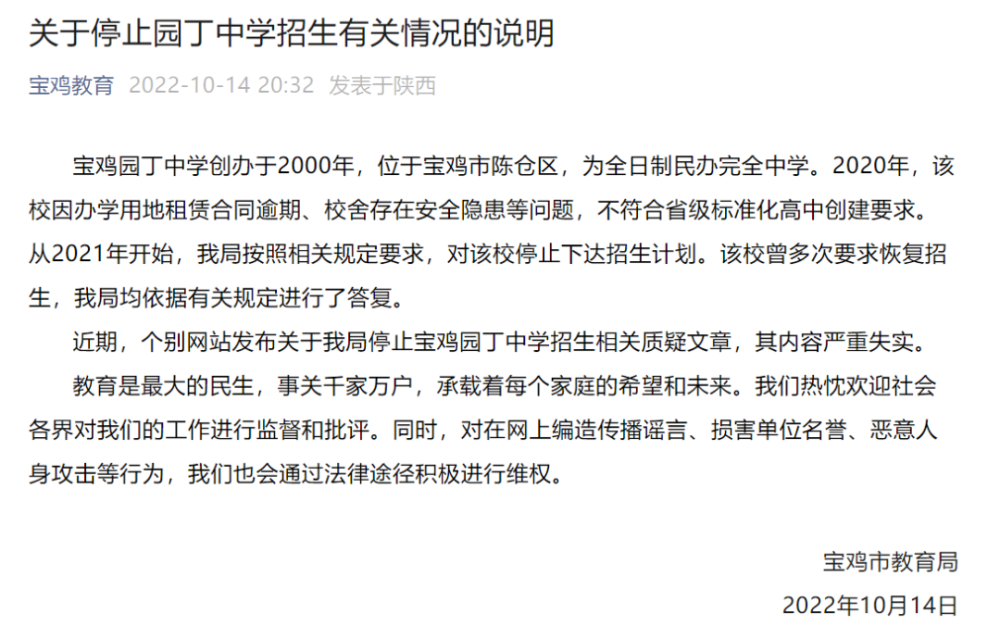 关于停止园丁中学招生有关情况的说明
宝鸡教育 2022-10-14 20:32 发表于陕西
宝鸡园丁中学创办于2000年，位于宝鸡市陈仓区，为全日制民办完全中学。2020年，该
校因办学用地租赁合同逾期、校舍存在安全隐患等问题，不符合省级标准化高中创建要求。
从2021年开始，我局按照相关规定要求，对该校停止下达招生计划。该校曾多次要求恢复招
生，我局均依据有关规定进行了答复。
近期，个别网站发布关于我局停止宝鸡园丁中学招生相关质疑文章，其内容严重失实。
教育是最大的民生，事关千家万户，承载着每个家庭的希望和未来。我们热忱欢迎社会
各界对我们的工作进行监督和批评。同时，对在网上编造传播谣言、损害单位名誉、恶意人
身攻击等行为，我们也会通过法律途径积极进行维权。
宝鸡市教育局
2022年10月14日